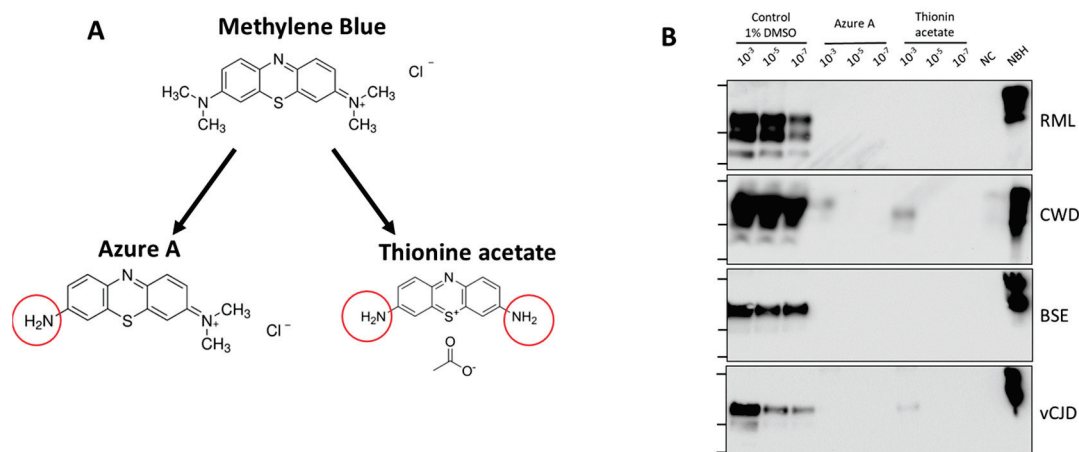 A
Methylene Blue
N
Cl −
H3C
CH3
N
S
N+
CH3
CH3
Azure A
N
H2N
S
N+
CH3
CH3
Cl −
Thionine acetate
N
H2N
S+
NH2
O
O-
B
Control
1% DMSO
Azure A
Thionin
acetate
10-3 10-5 10-7 10-3 10-5 10-7 10-3 10-5 10-7 NC NBH
RML
CWD
BSE
vCJD